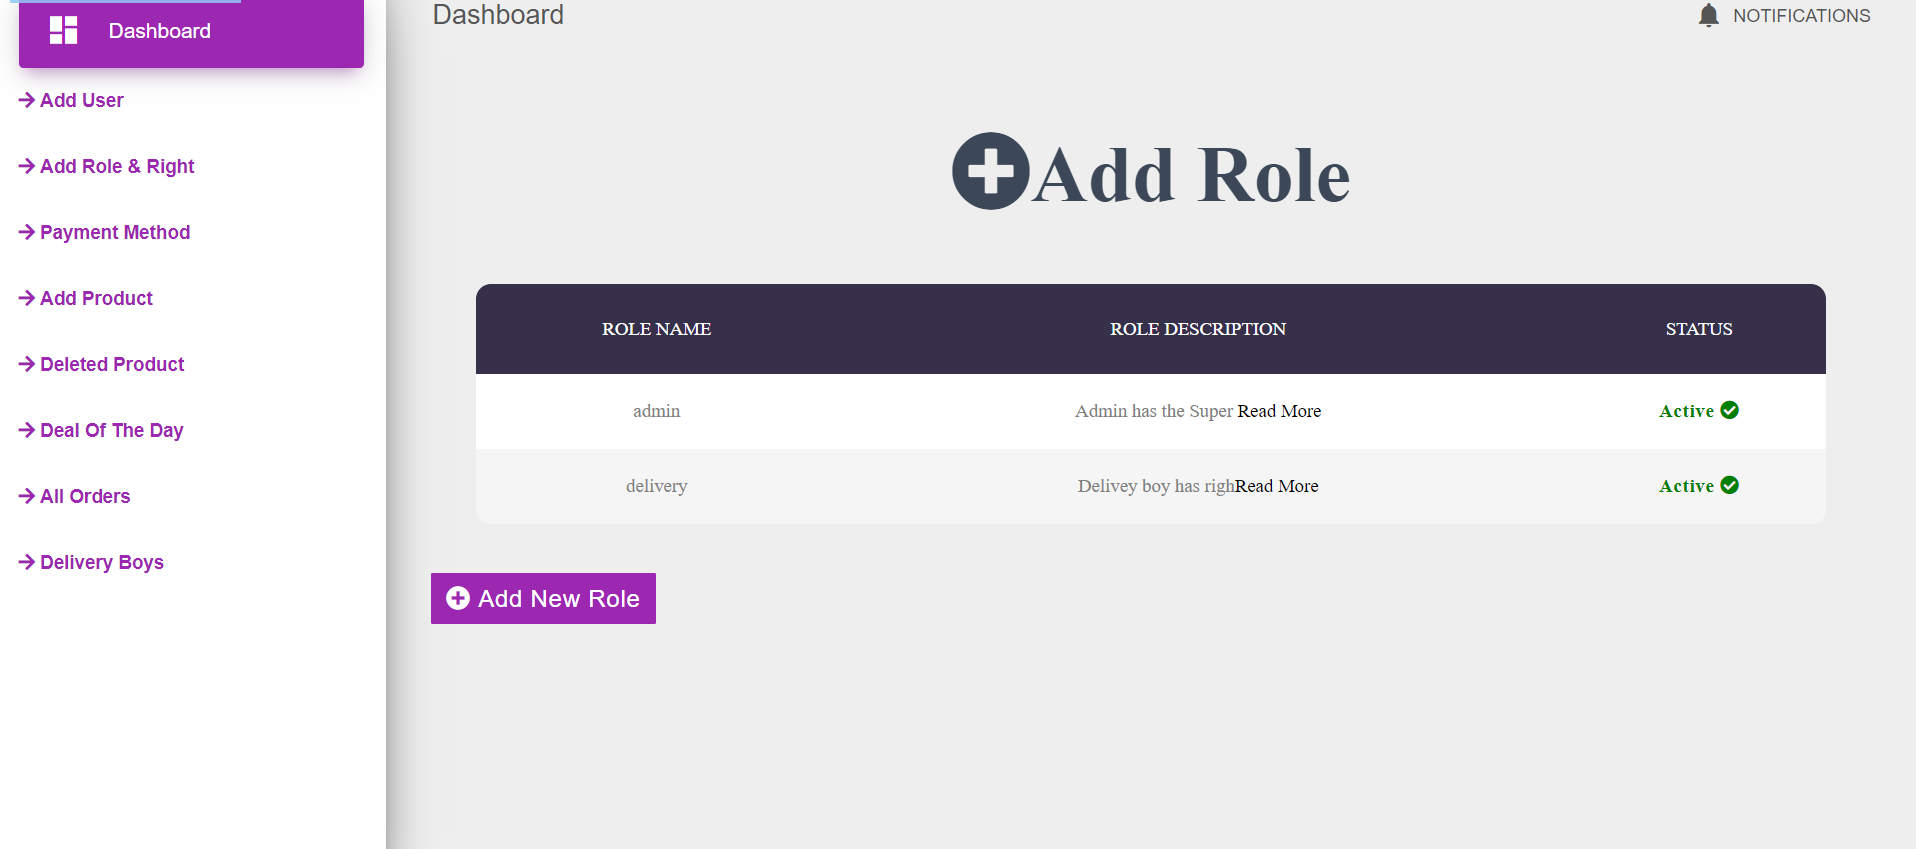 Dashboard
Add User
Add Role & Right
Payment Method
Add Product
Deleted Product
Deal Of The Day
All Orders
Delivery Boys
Dashboard
NOTIFICATIONS
Add Role
ROLE NAME ROLE DESCRIPTION STATUS
admin Admin has the Super Read More Active
delivery Delivey boy has righRead More Active
Add New Role